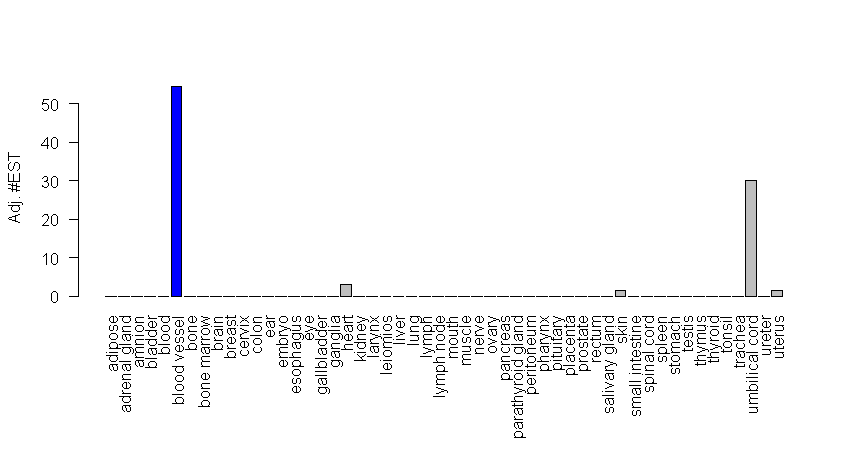 Adj. #EST
50
40
30
20
10
0
adipose
adrenal gland
amnion
bladder
blood
blood vessel
bone
bone marrow
brain
breast
cervix
colon
ear
embryo
esophagus
eye
gallbladder
ganglia
heart
kidney
larynx
leiomios
liver
lung
lymph
lymph node
mouth
muscle
nerve
ovary
pancreas
parathyroid gland
peritoneum
pharynx
pituitary
placenta
prostate
rectum
salivary gland
skin
small intestine
spinal cord
spleen
stomach
testis
thymus
thyroid
tonsil
trachea
umbilical cord
ureter
uterus